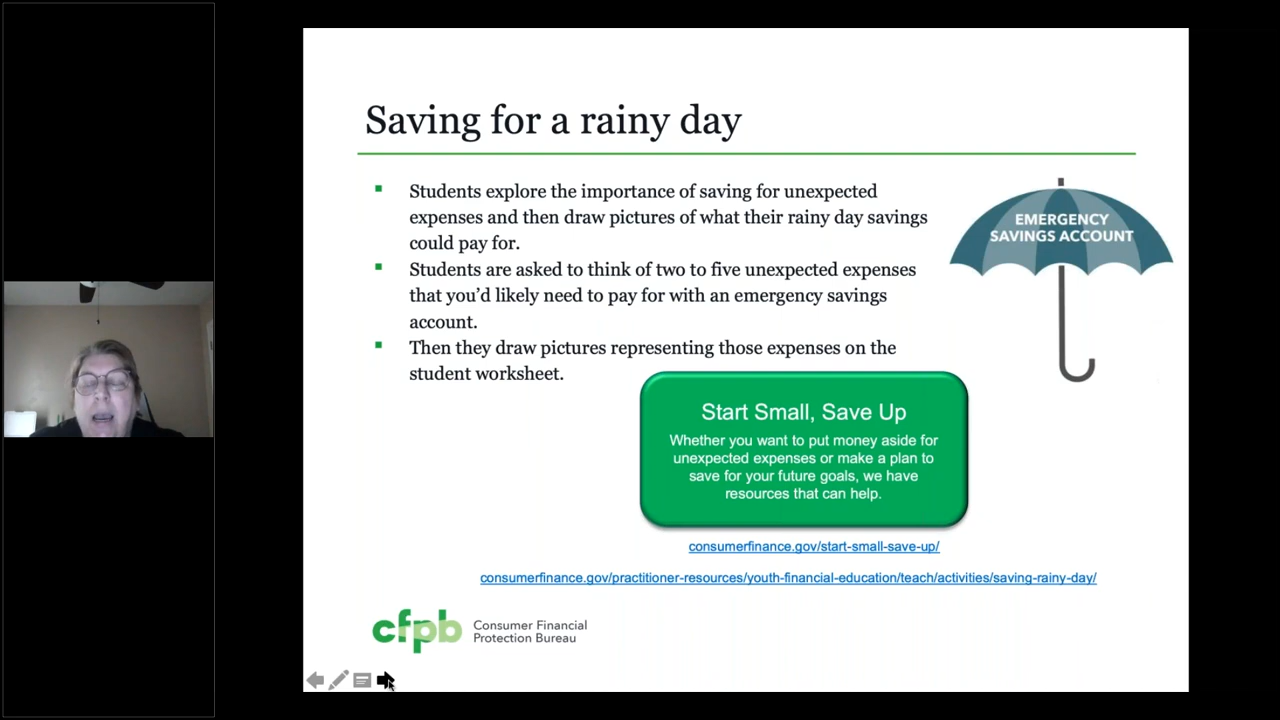 Saving for a rainy day
Students explore the importance of saving for unexpected
expenses and then draw pictures of what their rainy day savings
could pay for.
Students are asked to think of two to five unexpected expenses
that you’d likely need to pay for with an emergency savings
account.
Then they draw pictures representing those expenses on the
student worksheet.
EMERGENCY
SAVINGS ACCOUNT
Start Small, Save Up
Whether you want to put money aside for
unexpected expenses or make a plan to
save for your future goals, we have
resources that can help.
consumerfinance.gov/start-small-save-up/
consumerfinance.gov/practitioner-resources/youth-financial-education/teach/activities/saving-rainy-day/
cfpb
Consumer Financial
Protection Bureau